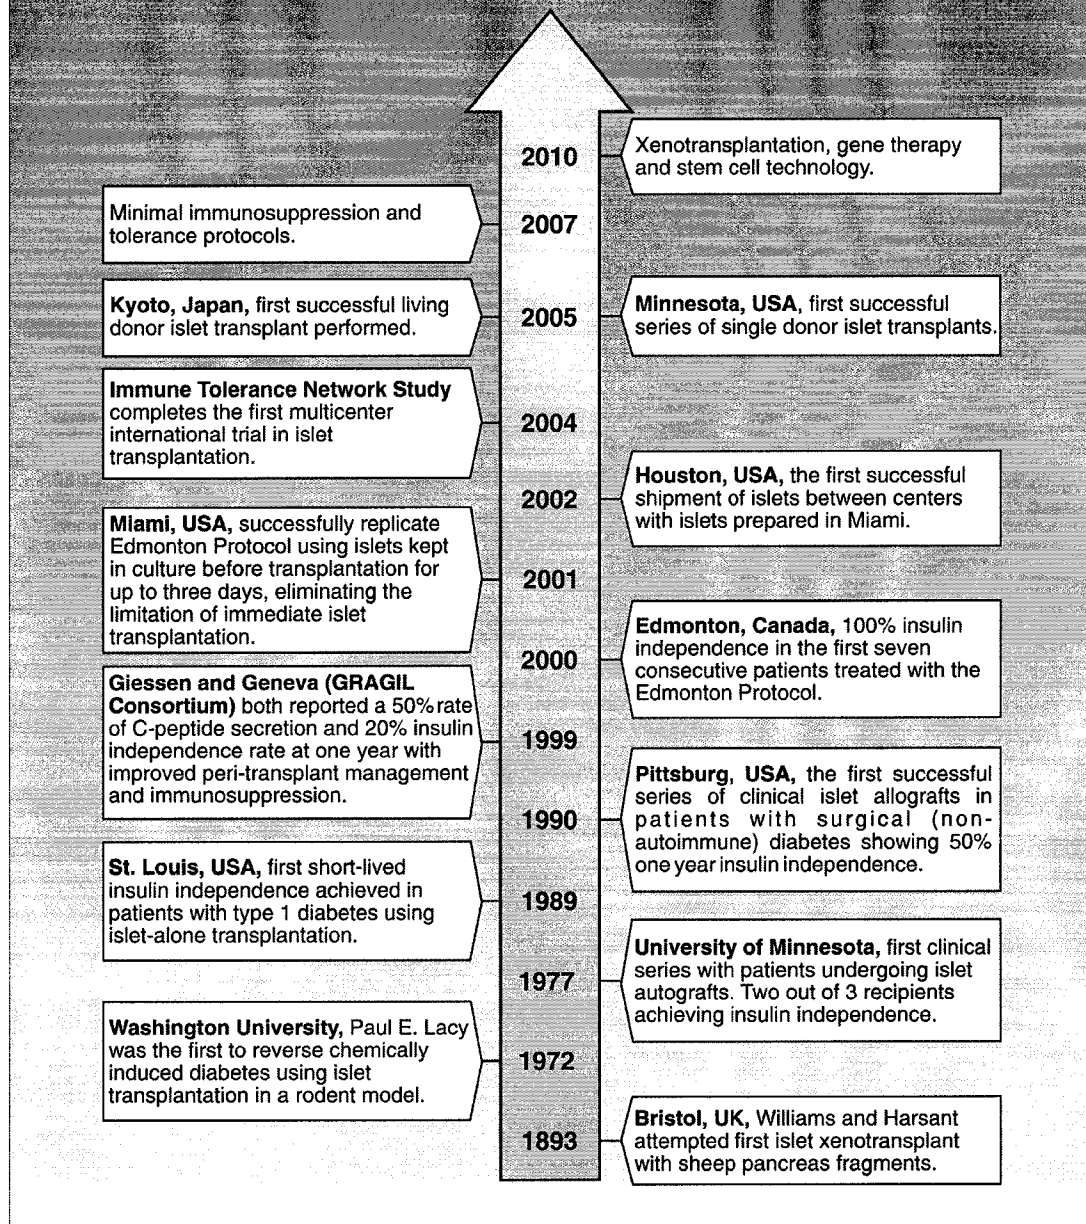 2010
Xenotransplantation, gene therapy
and stem cell technology.
Minimal immunosuppression and
tolerance protocols.
2007
Kyoto, Japan, first successful living
donor islet transplant performed.
2005
Minnesota, USA, first successful
series of single donor islet transplants.
Immune Tolerance Network Study
completes the first multicenter
international trial in islet
transplantation.
2004
2002
Houston, USA, the first successful
shipment of islets between centers
with islets prepared in Miami.
Miami, USA, successfully replicate
Edmonton Protocol using islets kept
in culture before transplantation for
up to three days, eliminating the
limitation of immediate islet
transplantation.
2001
2000
Edmonton, Canada, 100% insulin
independence in the first seven
consecutive patients treated with the
Edmonton Protocol.
Giessen and Geneva (GRAGIL
Consortium) both reported a 50% rate
of C-peptide secretion and 20% insulin
independence rate at one year with
improved peri-transplant management
and immunosuppression.
1999
1990
Pittsburg, USA, the first successful
series of clinical islet allografts in
patients with surgical (non-
autoimmune) diabetes showing 50%
one year insulin independence.
St. Louis, USA, first short-lived
insulin independence achieved in
patients with type 1 diabetes using
islet-alone transplantation.
1989
1977
University of Minnesota, first clinical
series with patients undergoing islet
autografts. Two out of 3 recipients
achieving insulin independence.
Washington University, Paul E. Lacy
was the first to reverse chemically
induced diabetes using islet
transplantation in a rodent model.
1972
1893
Bristol, UK, Williams and Harsant
attempted first islet xenotransplant
with sheep pancreas fragments.